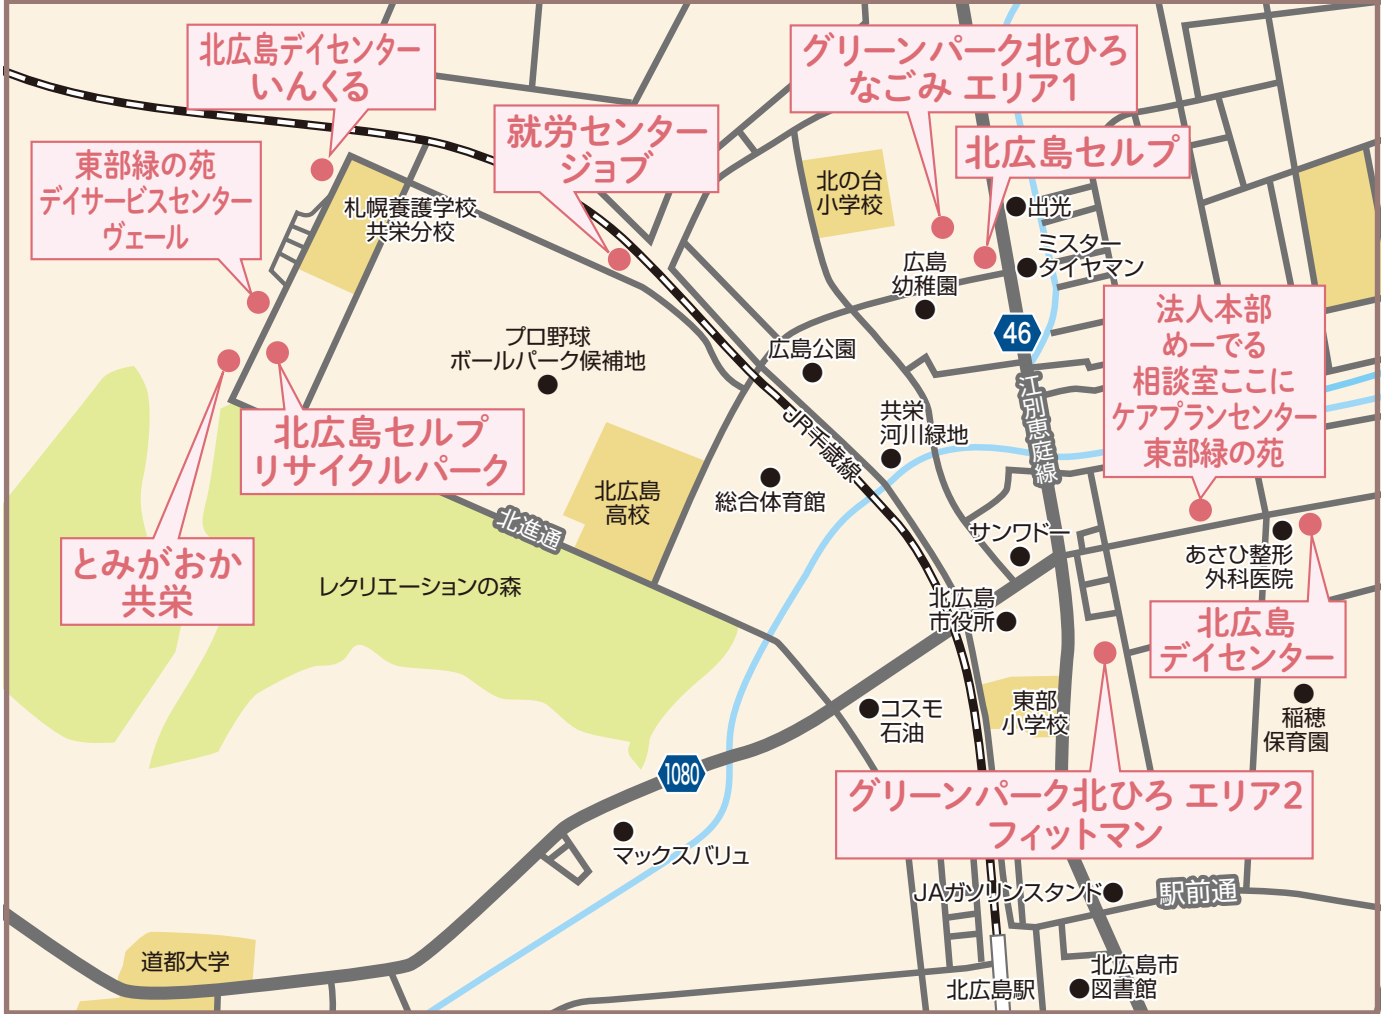 北広島デイセンター
いんくる
グリーンパーク北ひろ
なごみ エリア1
就労センター
ジョブ
北広島セルプ
東部緑の苑
デイサービスセンター
ヴェール
札幌養護学校
共栄分校
北の台
小学校
出光
ミスター
タイヤマン
広島
幼稚園
46
法人本部
めーでる
相談室ここに
ケアプランセンター
東部緑の苑
プロ野球
ボールパーク候補地
広島公園
江別恵庭線
共栄
河川緑地
JR千歳線
北広島セルプ
リサイクルパーク
北広島
高校
総合体育館
北進通
サンワドー
あさひ整形
外科医院
とみがおか
共栄
レクリエーションの森
北広島
市役所
北広島
デイセンター
東部
小学校
コスモ
石油
稲穂
保育園
1080
グリーンパーク北ひろ エリア2
フィットマン
マックスバリュ
JAガソリンスタンド
駅前通
道都大学
北広島駅
北広島市
図書館